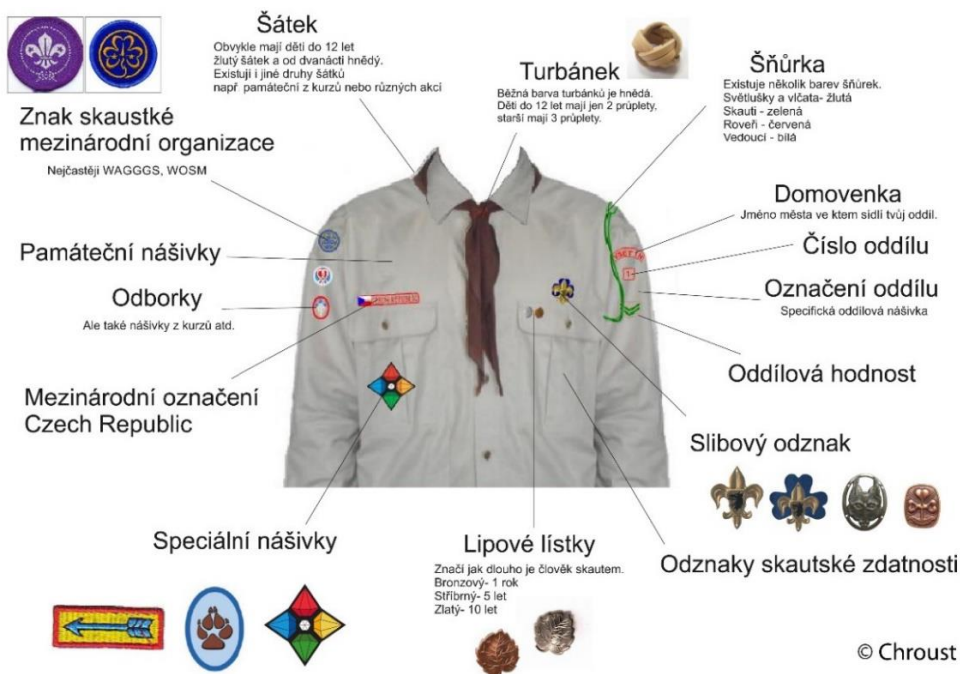 Šátek
Obvykle mají děti do 12 let
žlutý šátek a od dvanácti hnědý.
Existují i jiné druhy šátků
např památeční z kurzů nebo různých akcí
Turbánek
Běžná barva turbánků je hnědá.
Děti do 12 let mají jen 2 průplety,
starší mají 3 průplety.
Šňůrka
Existuje několik barev šňůrek.
Světlušky a vlčata- žlutá
Skauti - zelená
Roveři - červená
Vedoucí - bílá
Znak skaustké
mezinárodní organizace
Nejčastěji WAGGGS, WOSM
Domovenka
Jméno města ve ktem sídlí tvůj oddíl.
Památeční nášivky
Číslo oddílu
Odborky
Ale také nášivky z kurzů atd.
Označení oddílu
Specifická oddílová nášivka
CZECH REPUBLIC
1
Mezinárodní označení
Czech Republic
Oddílová hodnost
Slibový odznak
Speciální nášivky
Lipové lístky
Značí jak dlouho je člověk skautem.
Bronzový- 1 rok
Stříbrný- 5 let
Zlatý- 10 let
Odznaky skautské zdatnosti
© Chroust